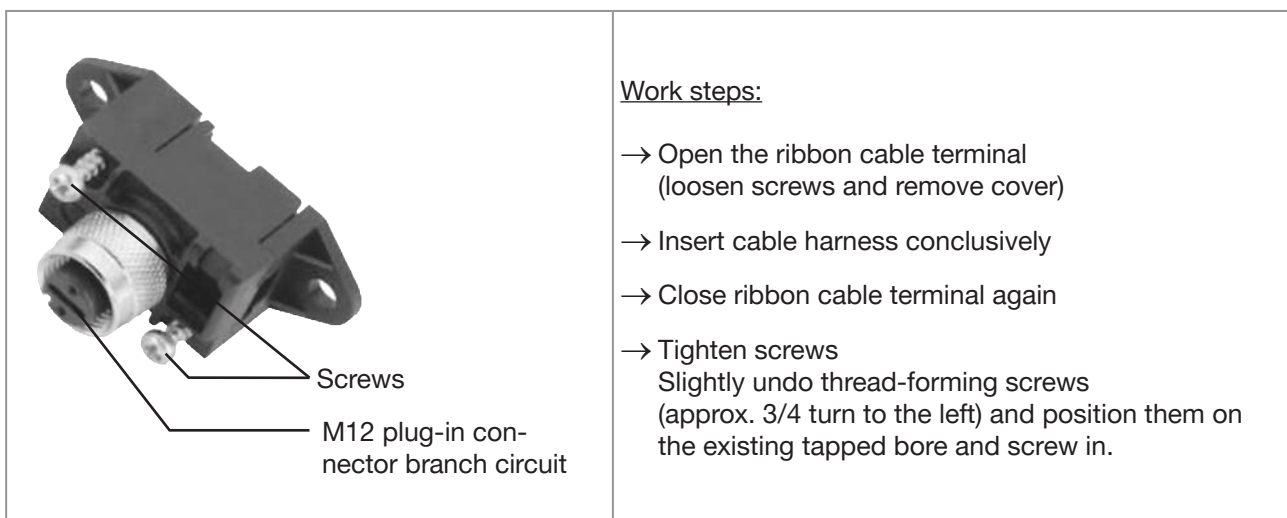 Screws
M12 plug-in con-
nector branch circuit
Work steps:
→ Open the ribbon cable terminal
(loosen screws and remove cover)
→ Insert cable harness conclusively
→ Close ribbon cable terminal again
→ Tighten screws
Slightly undo thread-forming screws
(approx. 3/4 turn to the left) and position them on
the existing tapped bore and screw in.